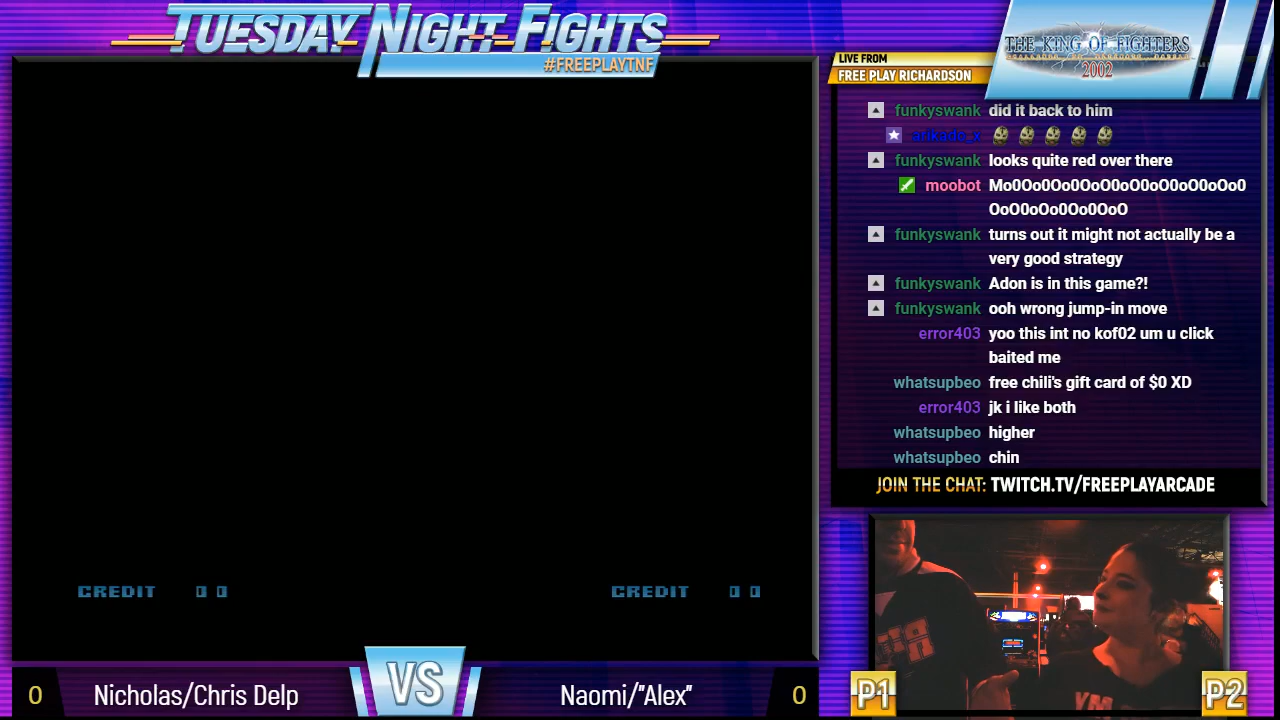 TUESDAY NIGHT FIGHTS
#FREEPLAYTNF
LIVE FROM
FREE PLAY RICHARDSON
THE KING OF FIGHTERS
2002
funkyswank did it back to him
arikado_x
funkyswank looks quite red over there
moobot Mo0Oo0Oo0OoO0oO0oO0oO0oOo0
OoO0oOo0Oo0OoO
funkyswank turns out it might not actually be a
very good strategy
funkyswank Adon is in this game?!
funkyswank ooh wrong jump-in move
error403 yoo this int no kof02 um u click
baited me
whatsupbeo free chili's gift card of $0 XD
error403 jk i like both
whatsupbeo higher
whatsupbeo chin
JOIN THE CHAT: TWITCH.TV/FREEPLAYARCADE
CREDIT 00 CREDIT 00
0 Nicholas/Chris Delp VS Naomi/"Alex" 0
P1 P2